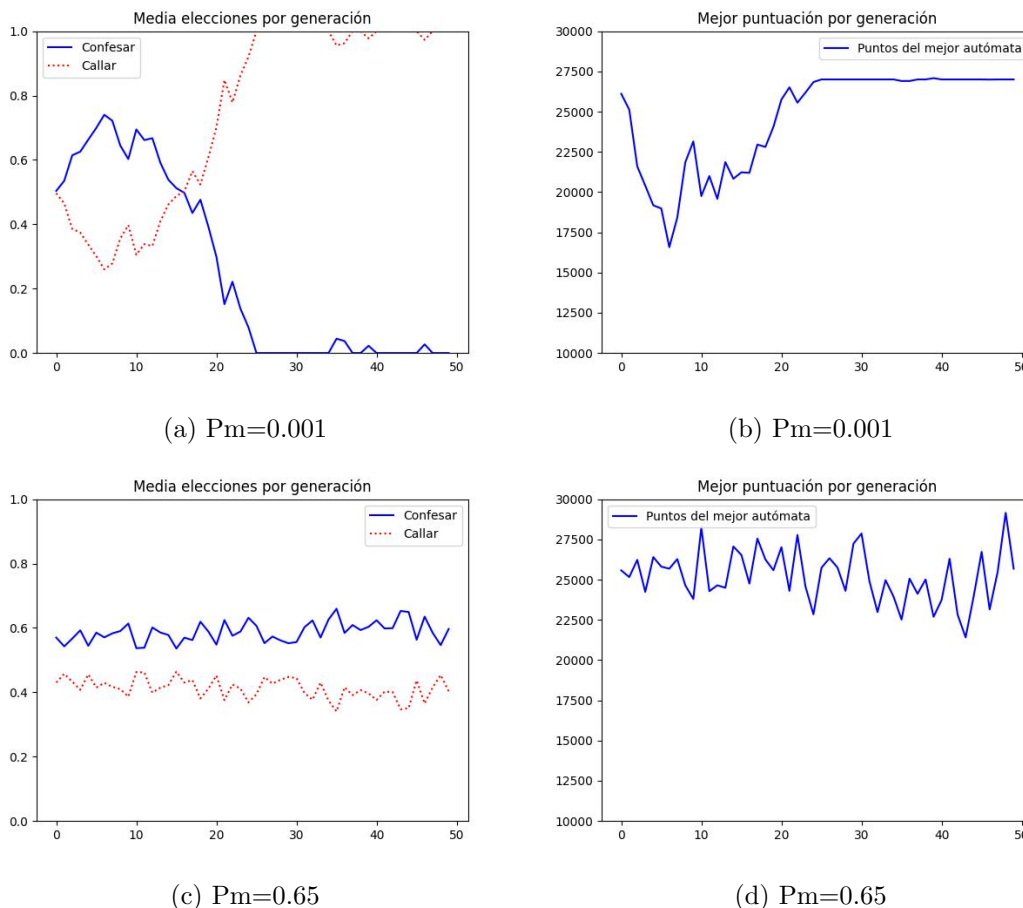 Media elecciones por generación
1.0
0.8
0.6
0.4
0.2
0.0
Confesar
Callar
0 10 20 30 40 50
(a) Pm=0.001
Mejor puntuación por generación
30000
27500
25000
22500
20000
17500
15000
12500
10000
Puntos del mejor autómata
0 10 20 30 40 50
(b) Pm=0.001
Media elecciones por generación
1.0
0.8
0.6
0.4
0.2
0.0
Confesar
Callar
0 10 20 30 40 50
(c) Pm=0.65
Mejor puntuación por generación
30000
27500
25000
22500
20000
17500
15000
12500
10000
Puntos del mejor autómata
0 10 20 30 40 50
(d) Pm=0.65